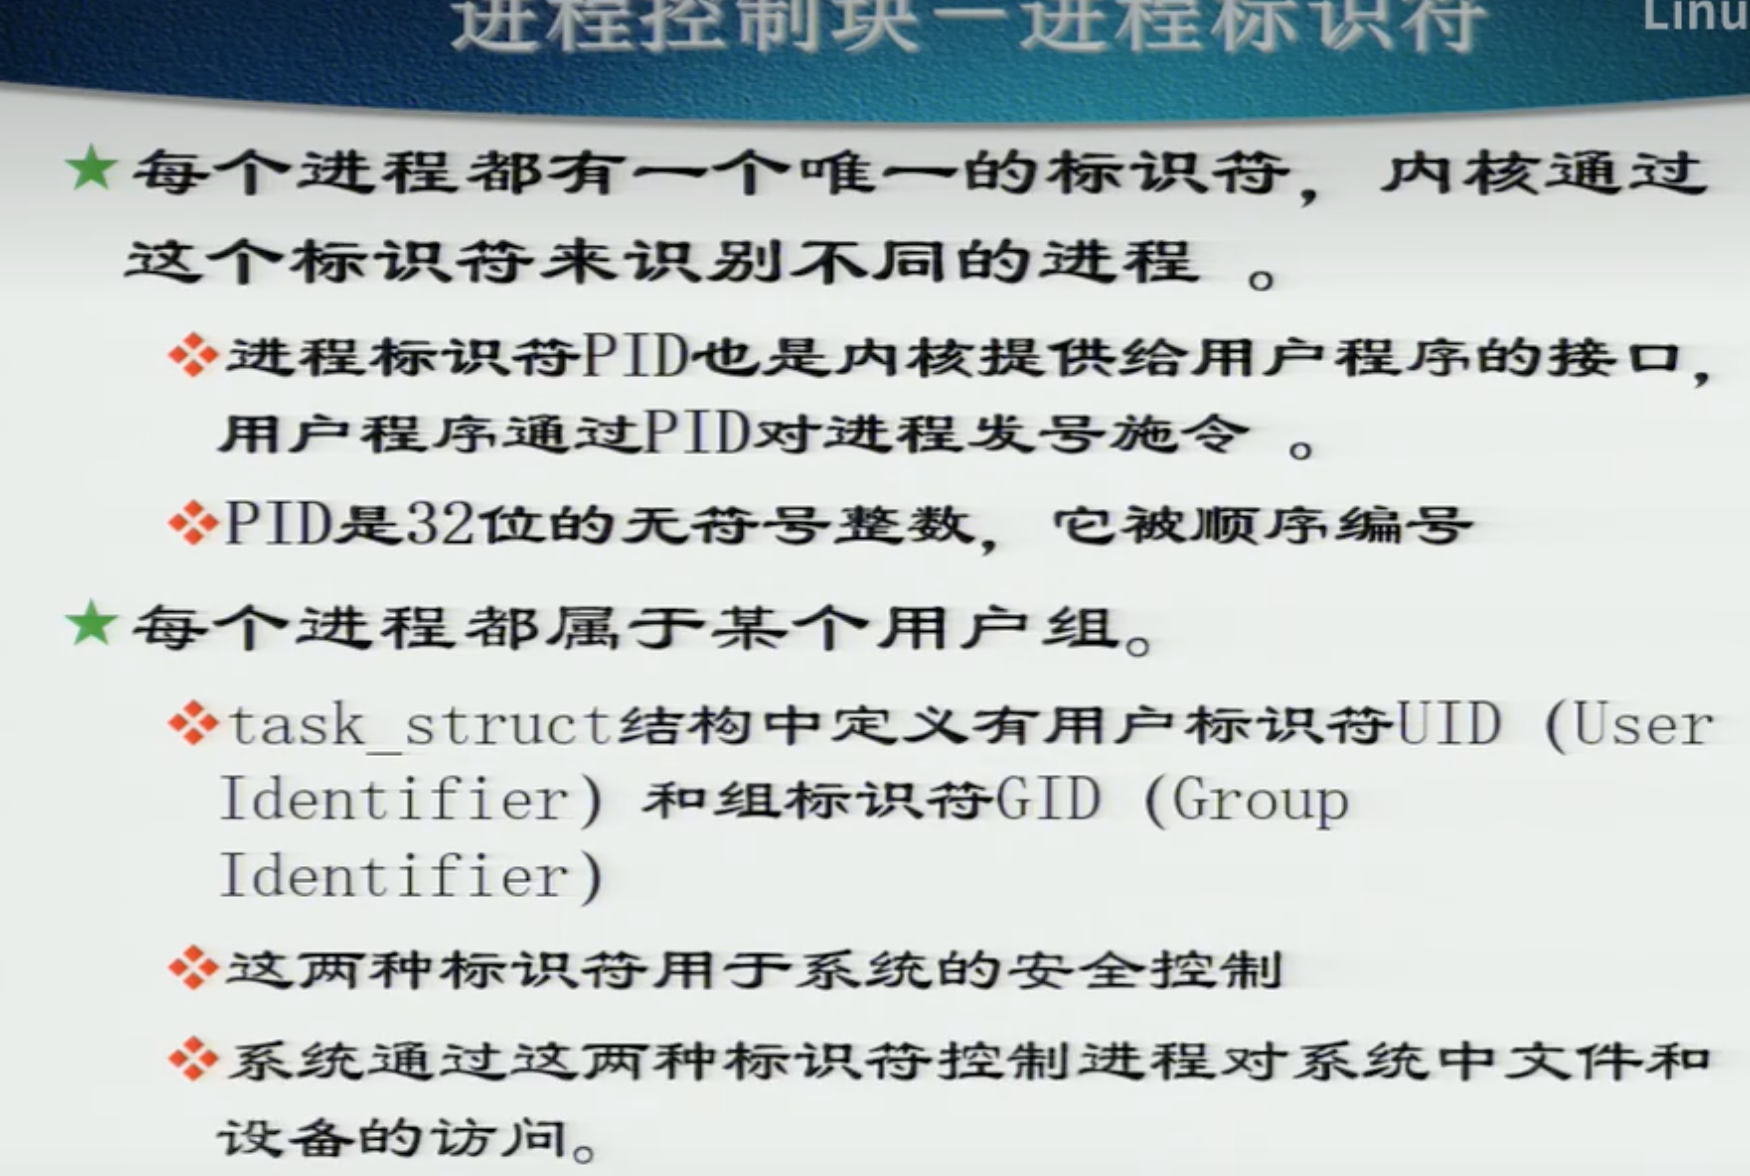 进程控制块－进程标识符
Linu
每个进程都有一个唯一的标识符，内核通过
这个标识符来识别不同的进程 。
进程标识符PID也是内核提供给用户程序的接口，
用户程序通过PID对进程发号施令 。
PID是32位的无符号整数，它被顺序编号
每个进程都属于某个用户组。
task_struct结构中定义有用户标识符UID (User
Identifier) 和组标识符GID (Group
Identifier)
这两种标识符用于系统的安全控制
系统通过这两种标识符控制进程对系统中文件和
设备的访问。